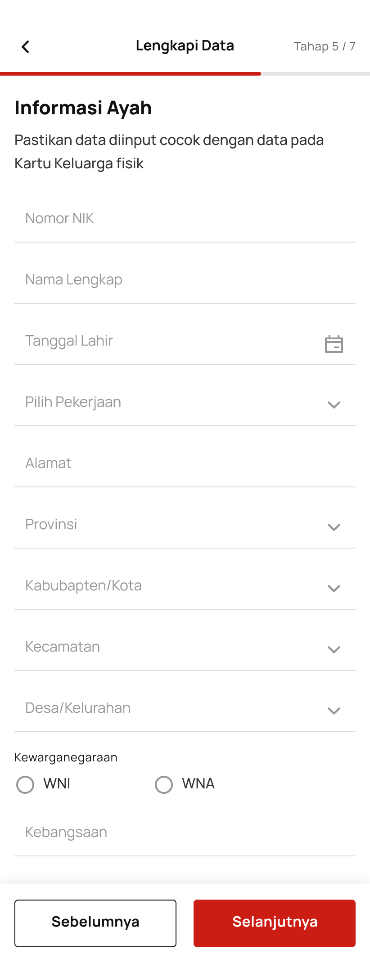 Lengkapi Data
Tahap 5 / 7
Informasi Ayah
Pastikan data diinput cocok dengan data pada
Kartu Keluarga fisik
Nomor NIK
Nama Lengkap
Tanggal Lahir
Pilih Pekerjaan
Alamat
Provinsi
Kabubapten/Kota
Kecamatan
Desa/Kelurahan
Kewarganegaraan
WNI
WNA
Kebangsaan
Sebelumnya
Selanjutnya